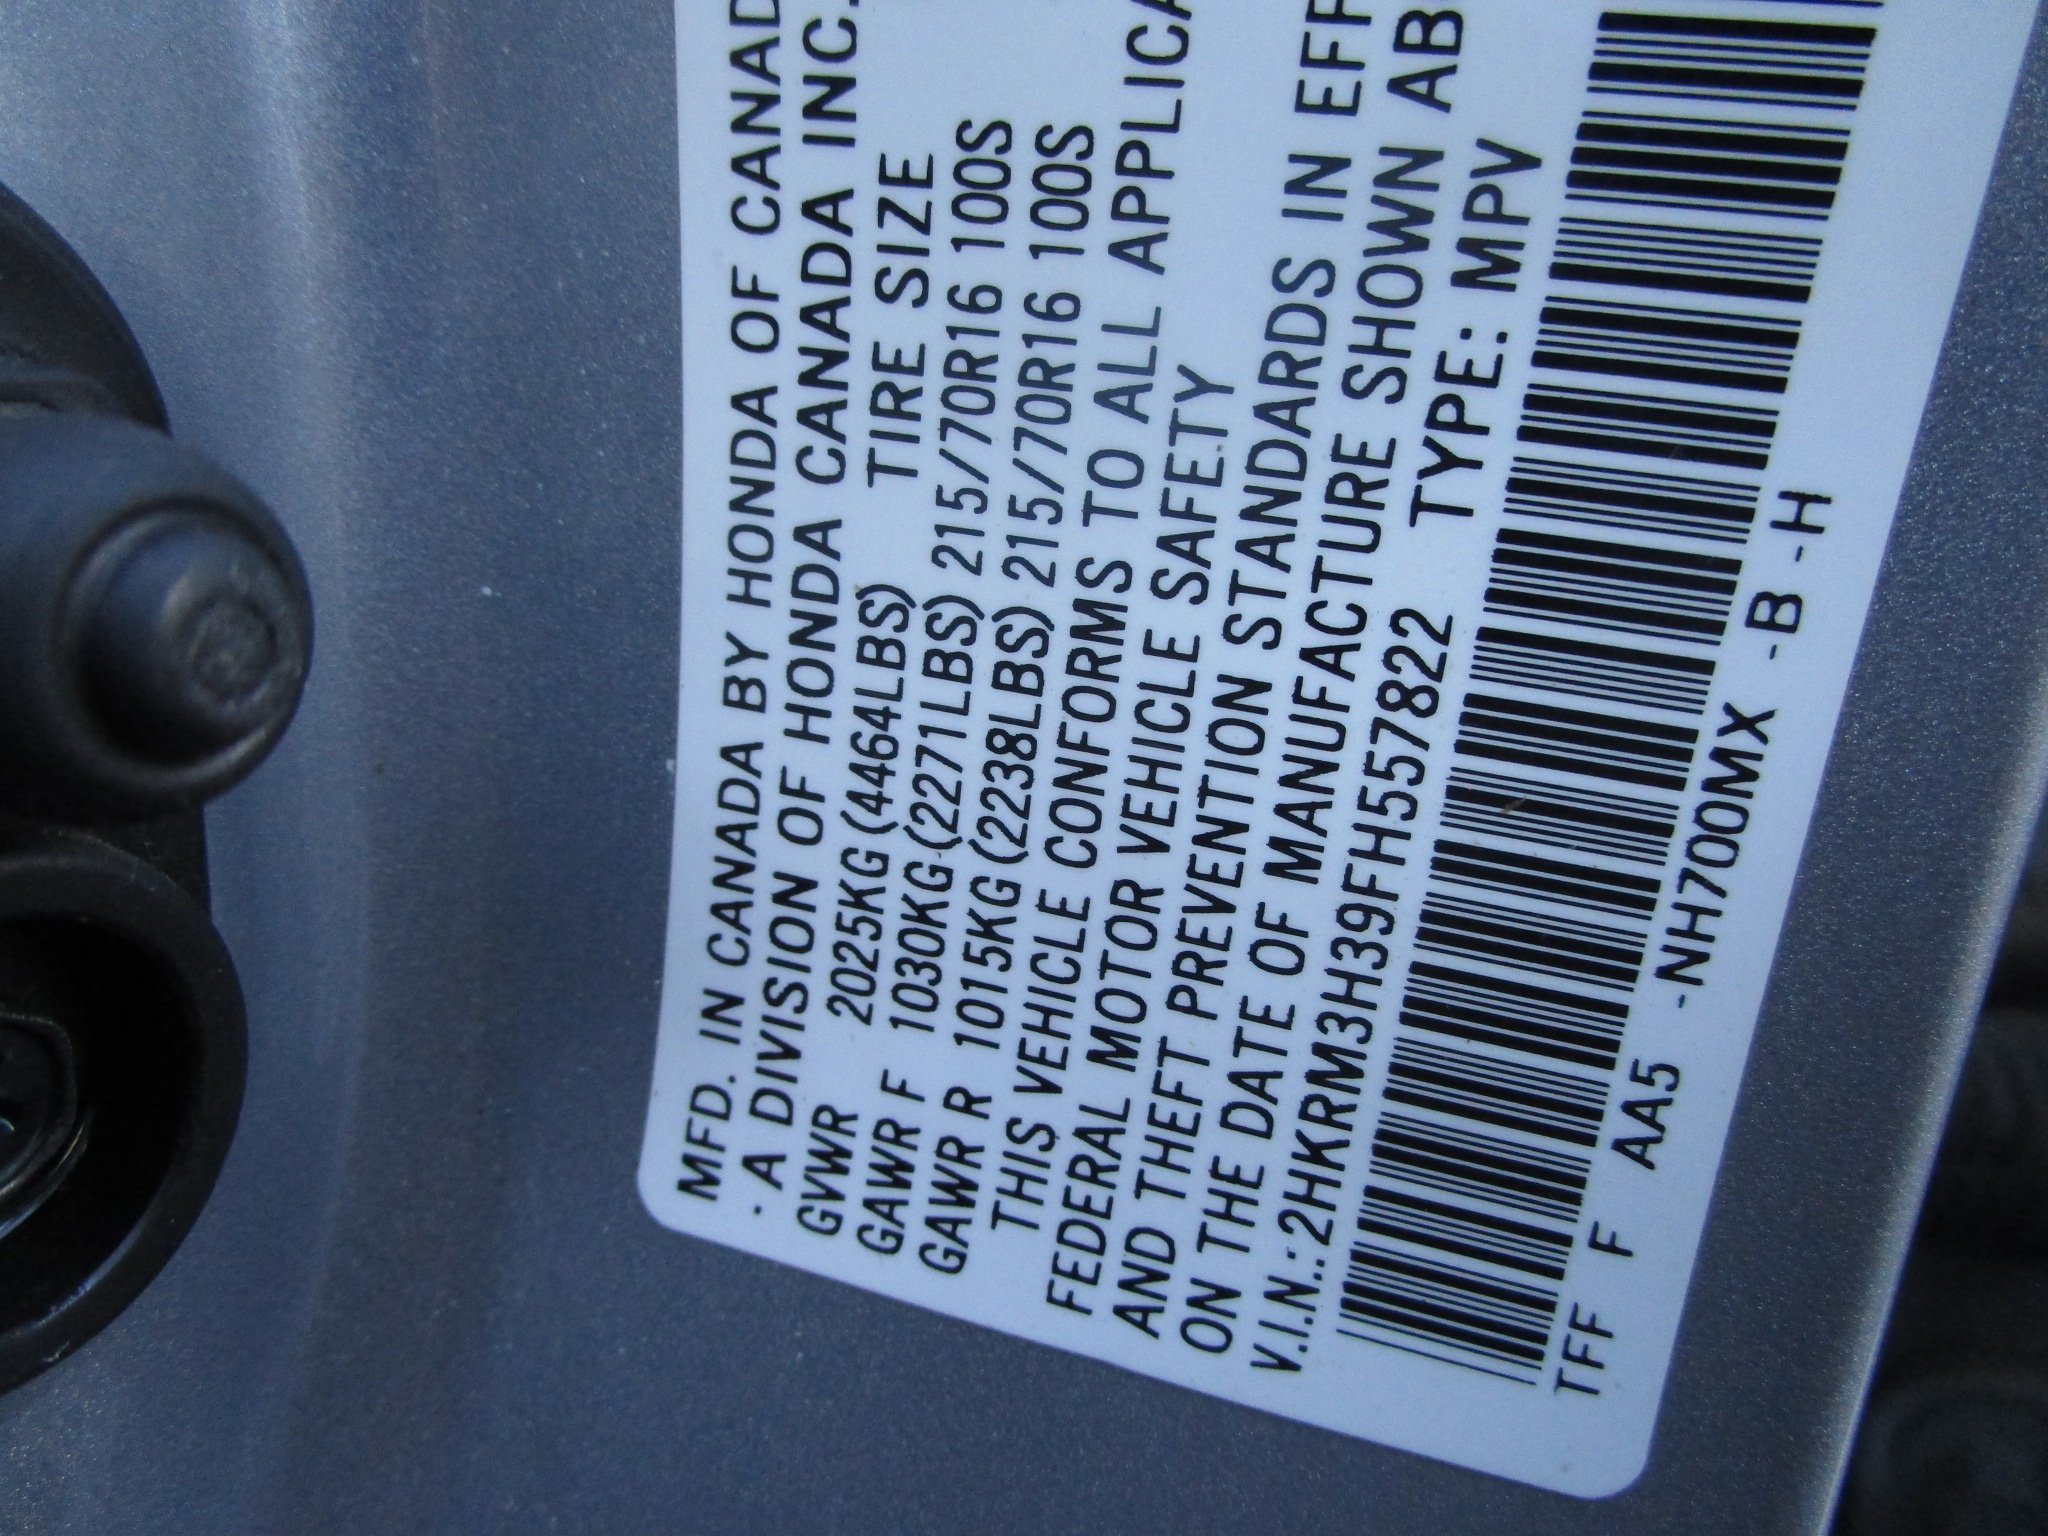 MFD. IN CANADA BY HONDA OF CANAD
- A DIVISION OF HONDA CANADA INC.
GVWR 2025KG(4464LBS) TIRE SIZE
GAWR F 1030KG(2271LBS) 215/70R16 100S
GAWR R 1015KG(2238LBS) 215/70R16 100S
THIS VEHICLE CONFORMS TO ALL APPLICA
FEDERAL MOTOR VEHICLE SAFETY
AND THEFT PREVENTION STANDARDS IN EFF
ON THE DATE OF MANUFACTURE SHOWN AB
V.I.N.:2HKRM3H39FH557822 TYPE: MPV
TFF F AA5 -NH700MX -B -H